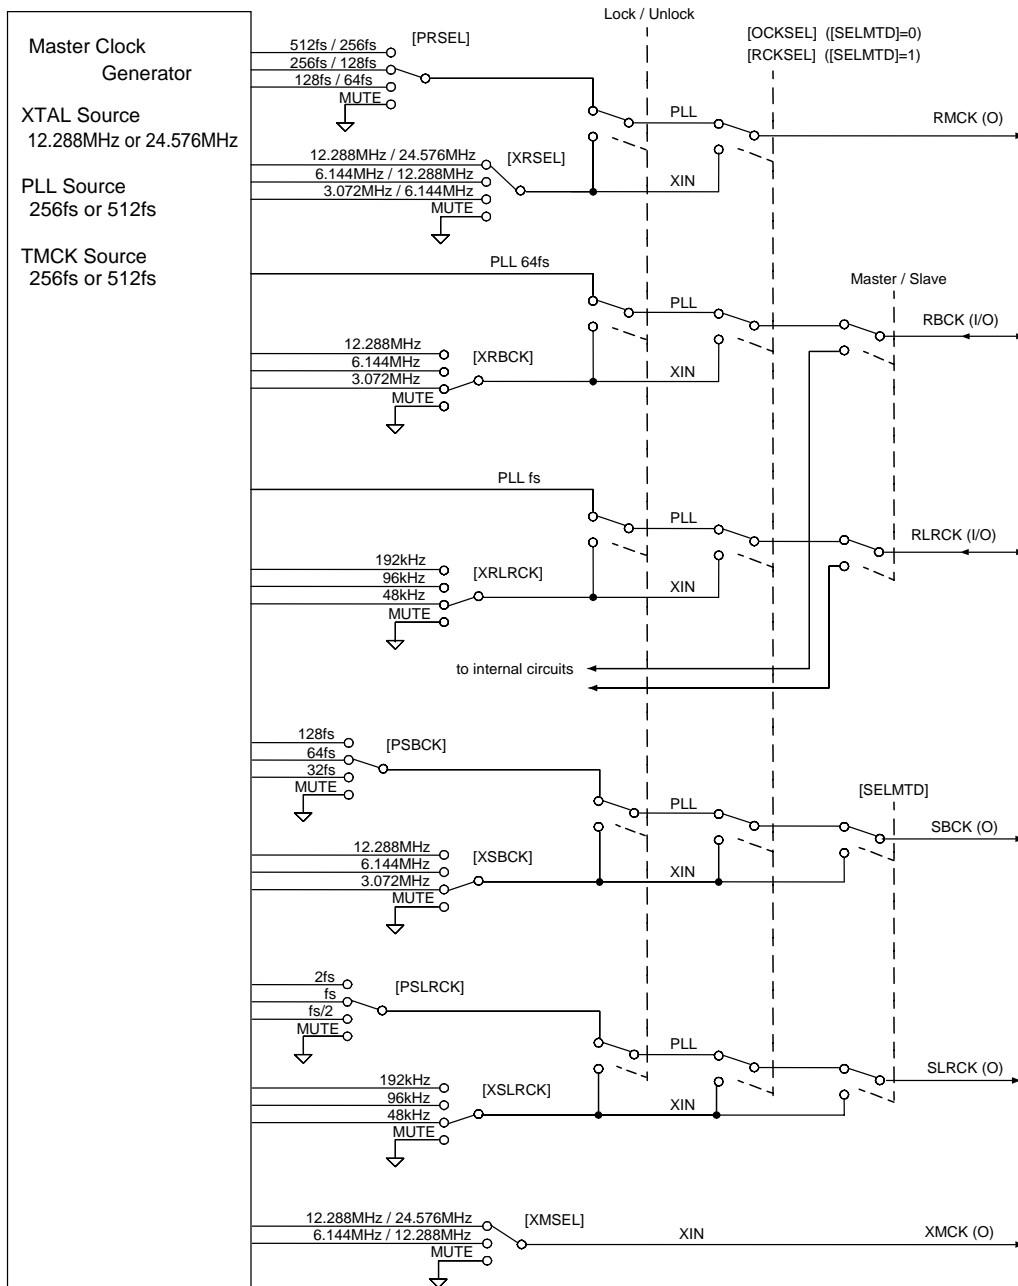 Lock / Unlock
[OCKSEL] ([SELMTD]=0)
[RCKSEL] ([SELMTD]=1)
Master Clock
Generator
XTAL Source
12.288MHz or 24.576MHz
PLL Source
256fs or 512fs
TMCK Source
256fs or 512fs
512fs / 256fs
256fs / 128fs
128fs / 64fs
MUTE
[PRSEL]
PLL
RMCK (O)
12.288MHz / 24.576MHz
6.144MHz / 12.288MHz
3.072MHz / 6.144MHz
MUTE
[XRSEL]
XIN
PLL 64fs
PLL
Master / Slave
RBCK (I/O)
12.288MHz
6.144MHz
3.072MHz
MUTE
[XRBCK]
XIN
PLL fs
PLL
RLRCK (I/O)
192kHz
96kHz
48kHz
MUTE
[XRLRCK]
XIN
to internal circuits
128fs
64fs
32fs
MUTE
[PSBCK]
PLL
[SELMTD]
SBCK (O)
12.288MHz
6.144MHz
3.072MHz
MUTE
[XSBCK]
XIN
2fs
fs
fs/2
MUTE
[PSLRCK]
PLL
SLRCK (O)
192kHz
96kHz
48kHz
MUTE
[XSLRCK]
XIN
12.288MHz / 24.576MHz
6.144MHz / 12.288MHz
MUTE
[XMSEL]
XIN
XMCK (O)